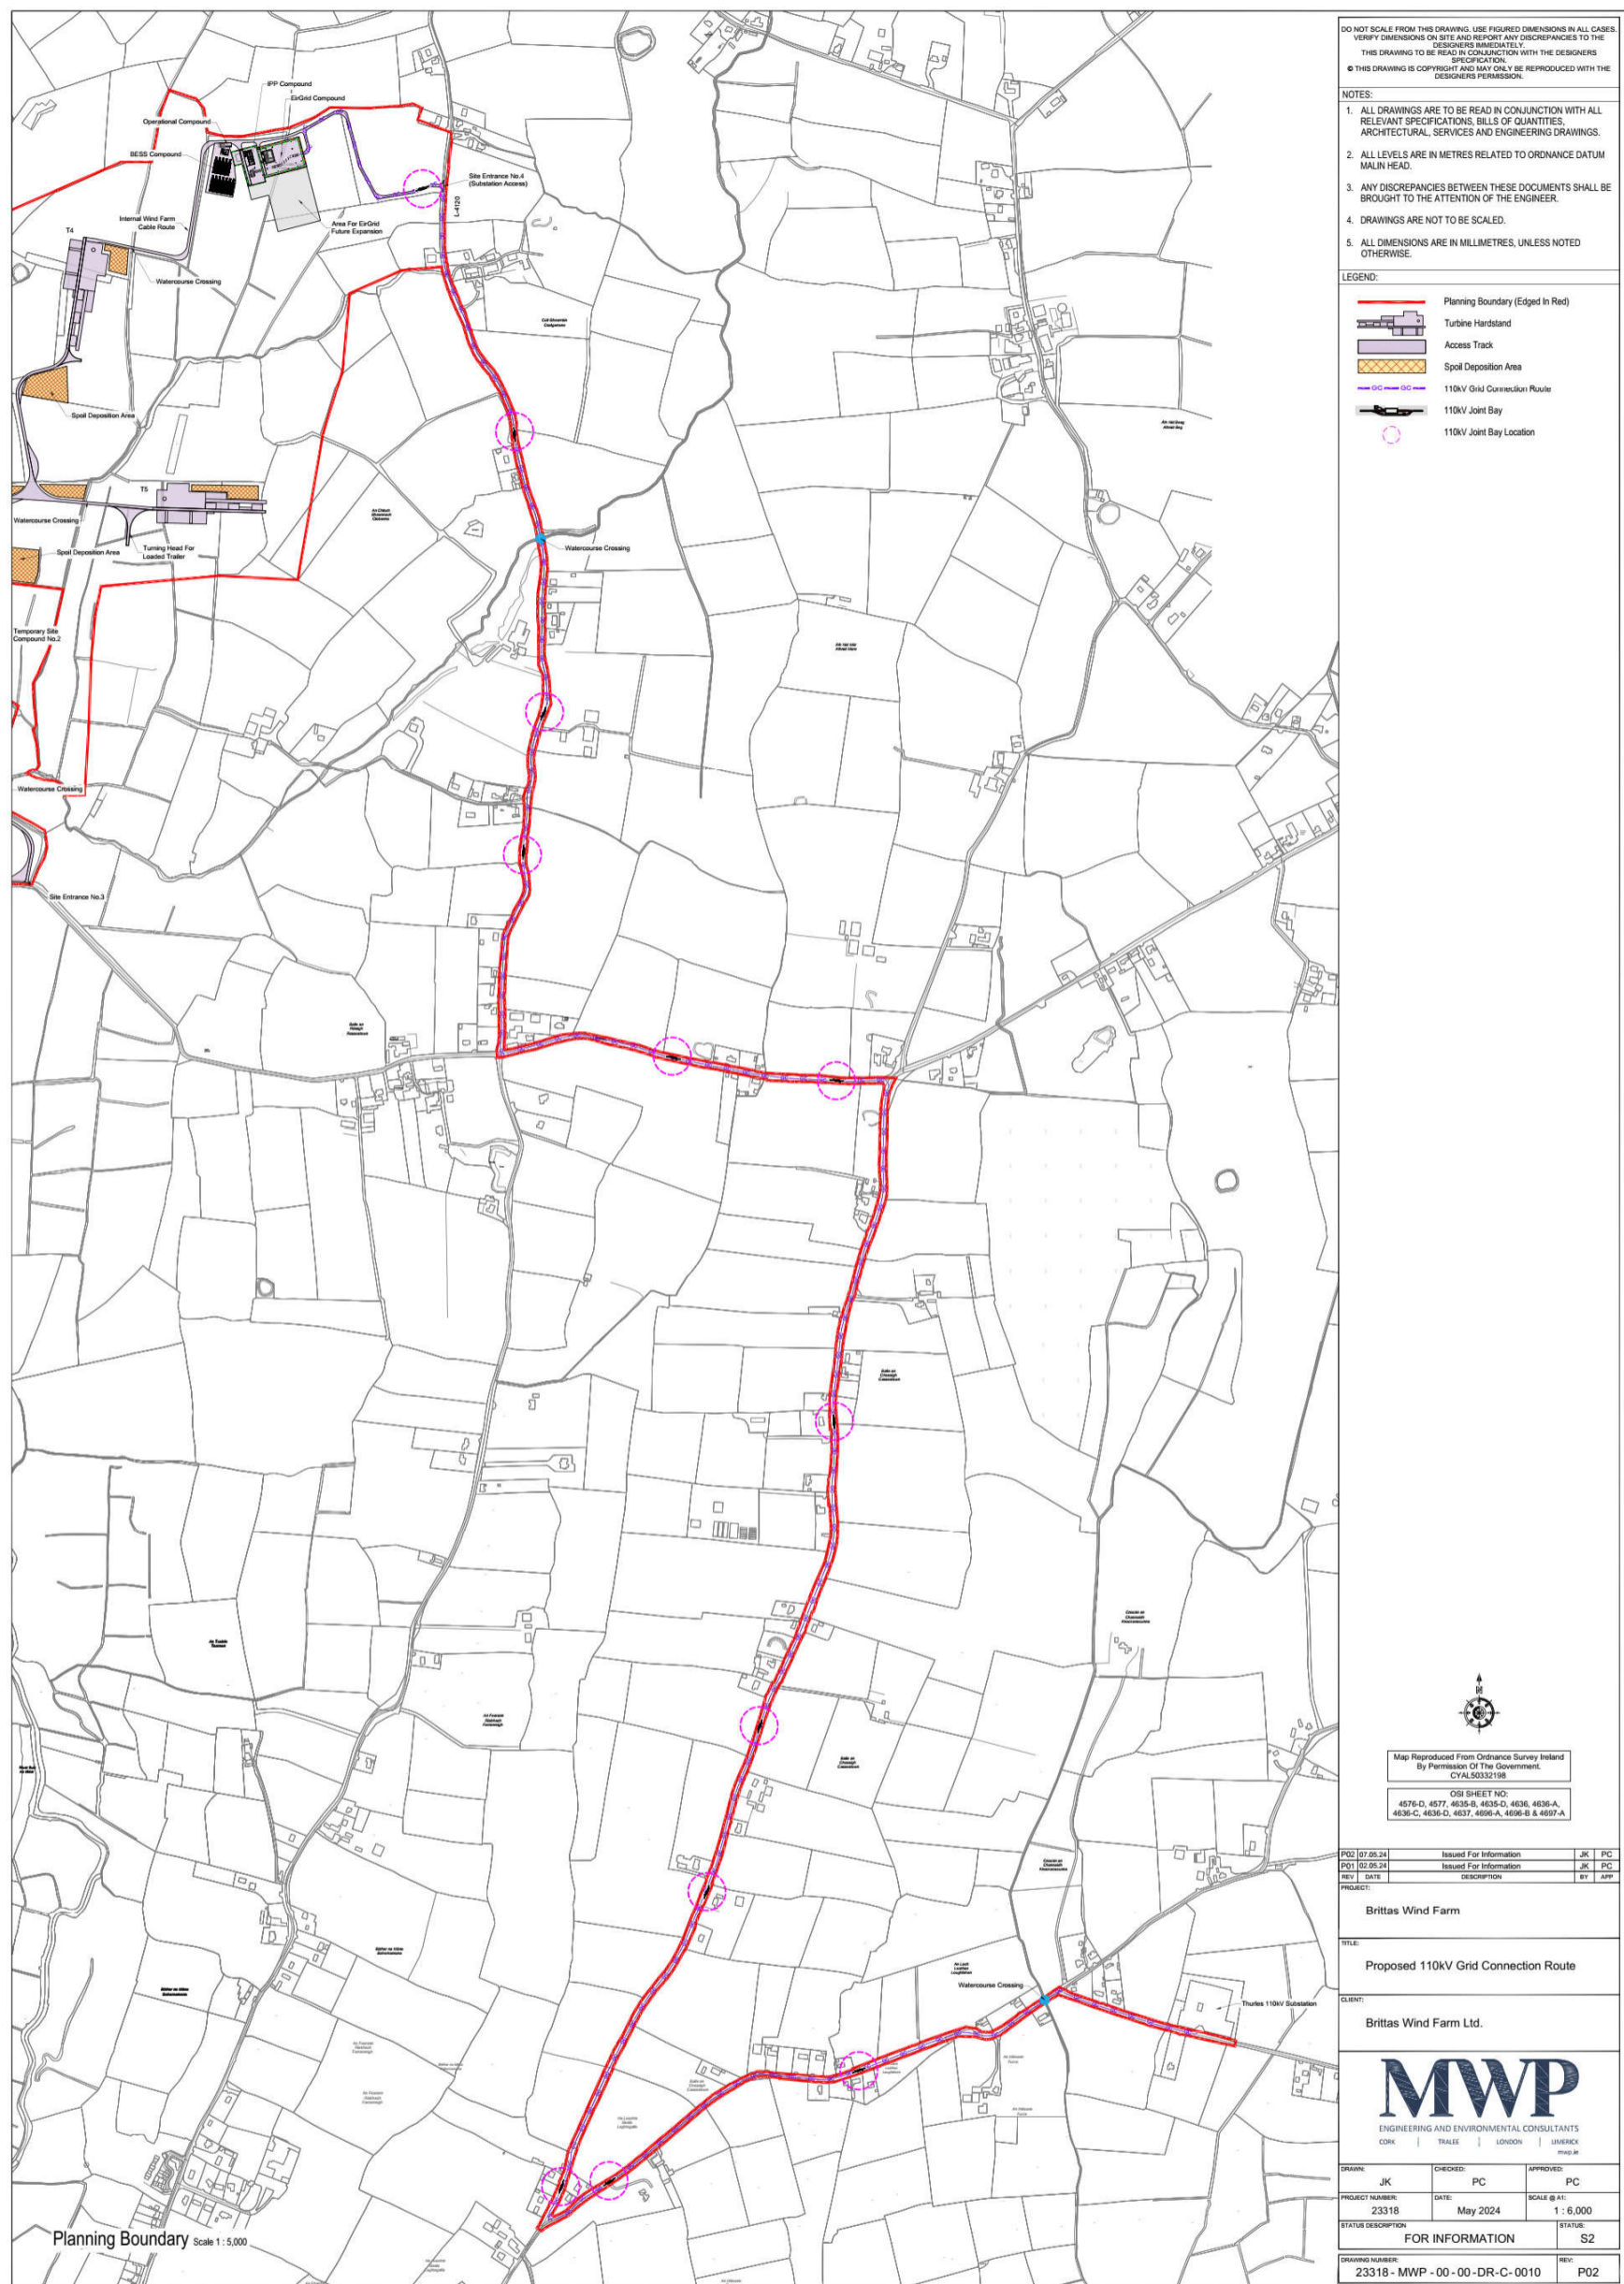 IPP Compound
EirGrid Compound
Operational Compound
BESS Compound
Site Entrance No.4
(Substation Access)
L-4120
Internal Wind Farm
Cable Route
Area For EirGrid
Future Expansion
T4
Watercourse Crossing
Spoil Deposition Area
T5
Watercourse Crossing
Spoil Deposition Area
Turning Head For
Loaded Trailer
Watercourse Crossing
Temporary Site
Compound No.2
Watercourse Crossing
Site Entrance No.3
Watercourse Crossing
Thurles 110kV Substation
Planning Boundary Scale 1 : 5,000
DO NOT SCALE FROM THIS DRAWING. USE FIGURED DIMENSIONS IN ALL CASES.
VERIFY DIMENSIONS ON SITE AND REPORT ANY DISCREPANCIES TO THE
DESIGNERS IMMEDIATELY.
THIS DRAWING TO BE READ IN CONJUNCTION WITH THE DESIGNERS
SPECIFICATION.
© THIS DRAWING IS COPYRIGHT AND MAY ONLY BE REPRODUCED WITH THE
DESIGNERS PERMISSION.
NOTES:
1. ALL DRAWINGS ARE TO BE READ IN CONJUNCTION WITH ALL
RELEVANT SPECIFICATIONS, BILLS OF QUANTITIES,
ARCHITECTURAL, SERVICES AND ENGINEERING DRAWINGS.
2. ALL LEVELS ARE IN METRES RELATED TO ORDNANCE DATUM
MALIN HEAD.
3. ANY DISCREPANCIES BETWEEN THESE DOCUMENTS SHALL BE
BROUGHT TO THE ATTENTION OF THE ENGINEER.
4. DRAWINGS ARE NOT TO BE SCALED.
5. ALL DIMENSIONS ARE IN MILLIMETRES, UNLESS NOTED
OTHERWISE.
LEGEND:
Planning Boundary (Edged In Red)
Turbine Hardstand
Access Track
Spoil Deposition Area
GC GC 110kV Grid Connection Route
110kV Joint Bay
110kV Joint Bay Location
N
Map Reproduced From Ordnance Survey Ireland
By Permission Of The Government.
CYAL50332198
OSI SHEET NO:
4576-D, 4577, 4635-B, 4635-D, 4636, 4636-A,
4636-C, 4636-D, 4637, 4696-A, 4696-B & 4697-A
P02 07.05.24 Issued For Information JK PC
P01 02.05.24 Issued For Information JK PC
REV DATE DESCRIPTION BY APP
PROJECT:
Brittas Wind Farm
TITLE:
Proposed 110kV Grid Connection Route
CLIENT:
Brittas Wind Farm Ltd.
MWP
ENGINEERING AND ENVIRONMENTAL CONSULTANTS
CORK | TRALEE | LONDON | LIMERICK
mwp.ie
DRAWN: CHECKED: APPROVED:
JK PC PC
PROJECT NUMBER: DATE: SCALE @ A1:
23318 May 2024 1 : 6,000
STATUS DESCRIPTION STATUS:
FOR INFORMATION S2
DRAWING NUMBER: REV:
23318 - MWP - 00 - 00 - DR - C - 0010 P02